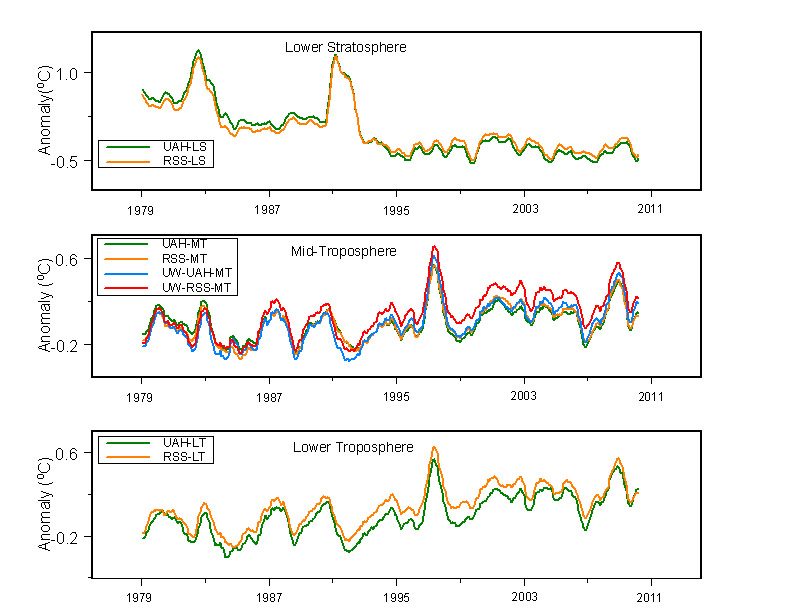 Lower Stratosphere
Anomaly(ºC)
1.0
-0.5
UAH-LS
RSS-LS
1979 1987 1995 2003 2011
Mid-Troposphere
Anomaly (ºC)
0.6
-0.2
UAH-MT
RSS-MT
UW-UAH-MT
UW-RSS-MT
1979 1987 1995 2003 2011
Lower Troposphere
Anomaly (ºC)
0.6
-0.2
UAH-LT
RSS-LT
1979 1987 1995 2003 2011